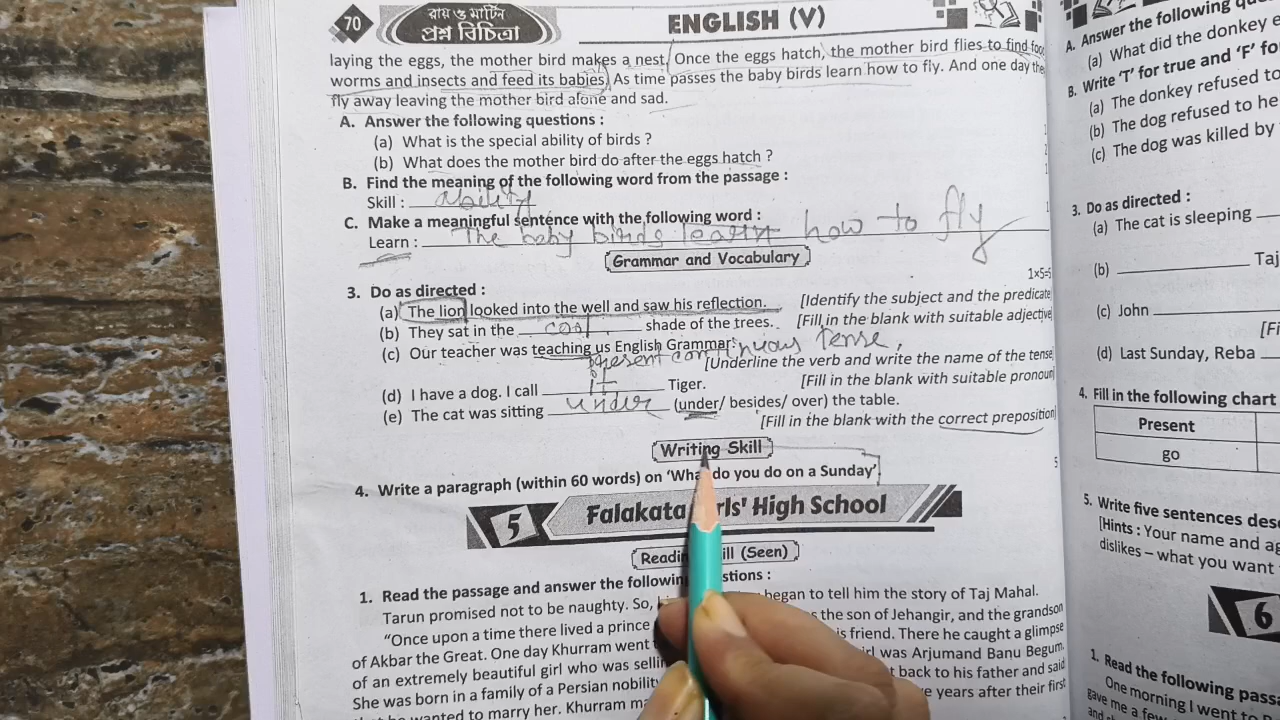 70 রায় ও মার্টিন প্রশ্ন বিচিত্রা ENGLISH (V)
laying the eggs, the mother bird makes a nest. Once the eggs hatch, the mother bird flies to find food
worms and insects and feed its babies. As time passes the baby birds learn how to fly. And one day the
fly away leaving the mother bird alone and sad.
A. Answer the following questions :
(a) What is the special ability of birds ?
(b) What does the mother bird do after the eggs hatch ?
B. Find the meaning of the following word from the passage :
Skill : ability
C. Make a meaningful sentence with the following word :
Learn : The baby birds learn how to fly
Grammar and Vocabulary
1×5=5
3. Do as directed :
(a) The lion looked into the well and saw his reflection. [Identify the subject and the predicate
(b) They sat in the cool shade of the trees. [Fill in the blank with suitable adjective]
(c) Our teacher was teaching us English Grammar.
present continuous tense,
[Underline the verb and write the name of the tense
(d) I have a dog. I call it Tiger. [Fill in the blank with suitable pronoun
(e) The cat was sitting under (under/ besides/ over) the table.
[Fill in the blank with the correct preposition]
Writing Skill
4. Write a paragraph (within 60 words) on ‘What do you do on a Sunday’. 5
5 Falakata High School
Reading (Seen)
1. Read the passage and answer the following :
Tarun promised not to be naughty. So, began to tell him the story of Taj Mahal.
“Once upon a time there lived a prince the son of Jehangir, and the grandson
of Akbar the Great. One day Khurram went friend. There he caught a glimpse
of an extremely beautiful girl who was was Arjumand Banu Begum.
She was born in a family of a Persian nobility back to his father and said
wanted to marry her. Khurram years after their first
A. Answer the following
(a) What did the donkey
B. Write ‘T’ for true and ‘F’ fo
(a) The donkey refused to
(b) The dog refused to he
(c) The dog was killed by
3. Do as directed :
(a) The cat is sleeping
(b) Taj
(c) John
[Fi
(d) Last Sunday, Reba
4. Fill in the following chart
Present
go
5. Write five sentences des
[Hints : Your name and ag
dislikes – what you want
6
1. Read the following passa
One morning I went to
gave me a few